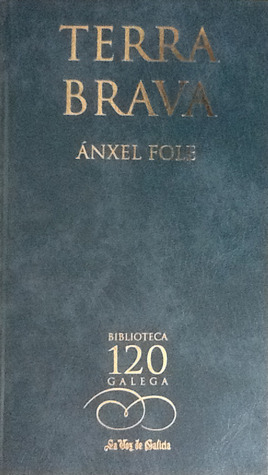 TERRA
BRAVA
ÁNXEL FOLE
BIBLIOTECA
120
GALEGA
La Voz de Galicia